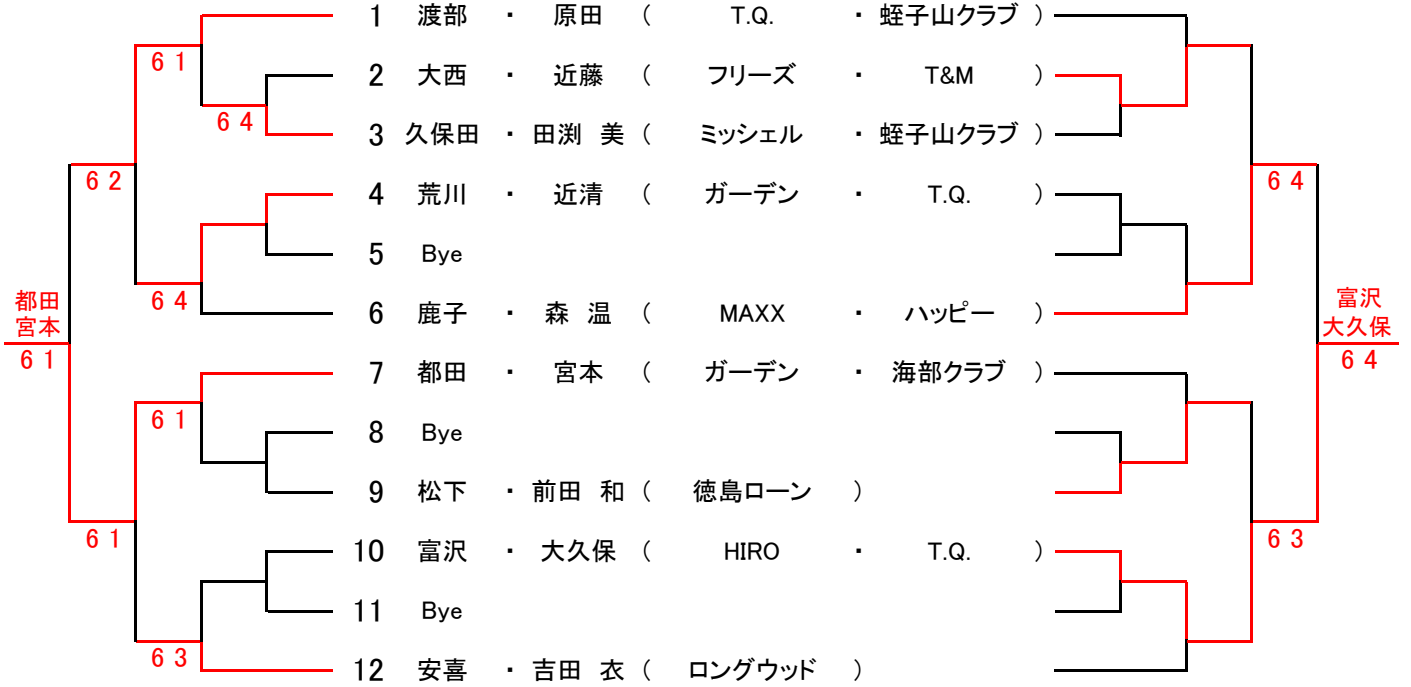 1 渡部 ・ 原田 ( T.Q. ・ 蛭子山クラブ )
6 1
2 大西 ・ 近藤 ( フリーズ ・ T&M )
6 4
3 久保田 ・ 田渕 美 ( ミッシェル ・ 蛭子山クラブ )
6 2
4 荒川 ・ 近清 ( ガーデン ・ T.Q. )
6 4
5 Bye
都田
宮本
6 1
6 4
6 鹿子 ・ 森 温 ( MAXX ・ ハッピー )
富沢
大久保
6 4
7 都田 ・ 宮本 ( ガーデン ・ 海部クラブ )
6 1
8 Bye
9 松下 ・ 前田 和 ( 徳島ローン )
6 1
10 富沢 ・ 大久保 ( HIRO ・ T.Q. )
6 3
11 Bye
6 3
12 安喜 ・ 吉田 衣 ( ロングウッド )